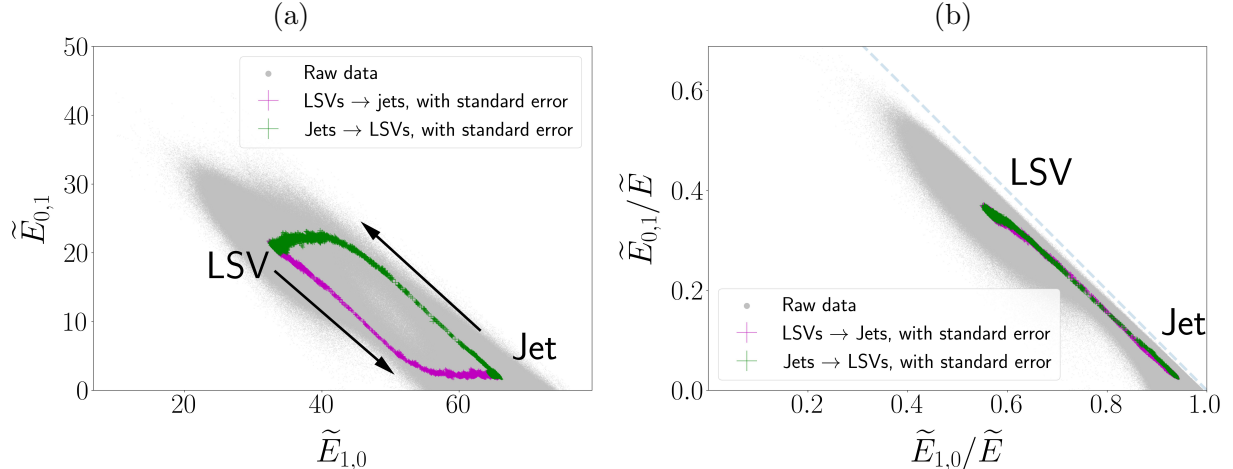 (a)
50
40
30
20
10
0
20
40
60
Ẽ0,1
Ẽ1,0
Raw data
LSVs → jets, with standard error
Jets → LSVs, with standard error
LSV
Jet
(b)
0.6
0.4
0.2
0.0
0.2
0.4
0.6
0.8
1.0
Ẽ0,1/Ẽ
Ẽ1,0/Ẽ
LSV
Jet
Raw data
LSVs → Jets, with standard error
Jets → LSVs, with standard error